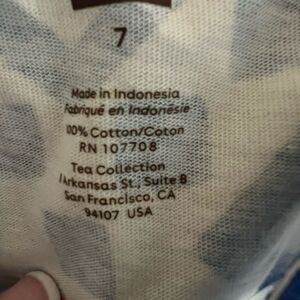 7
Made in Indonesia
Fabriqué en Indonésie
100% Cotton/Coton
RN 107708
Tea Collection
1 Arkansas St., Suite B
San Francisco, CA
94107 USA